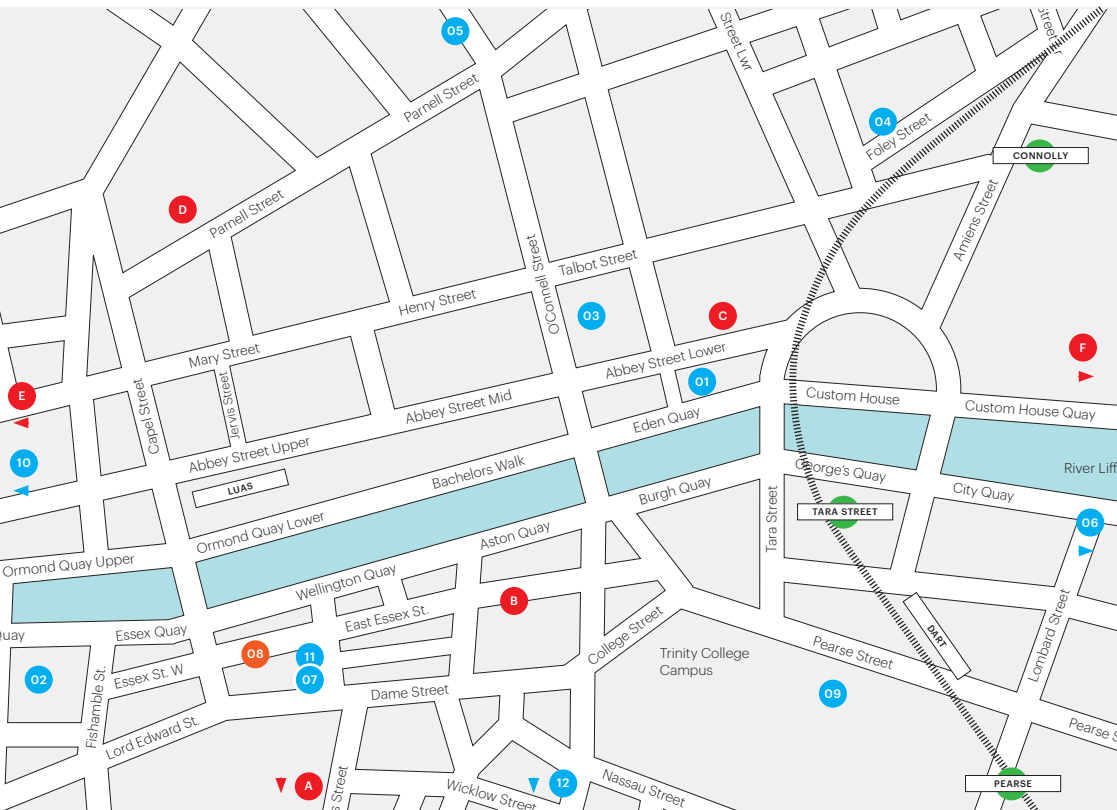 05
Street Lwr
Street
Parnell Street
04
Foley Street
CONNOLLY
D
Parnell Street
Amiens Street
O'Connell Street
Talbot Street
Henry Street
03
C
F
Mary Street
Abbey Street Lower
E
Jervis Street
01
Capel Street
Abbey Street Mid
Custom House
Custom House Quay
Eden Quay
Abbey Street Upper
10
Bachelors Walk
George's Quay
River Liff
LUAS
Burgh Quay
City Quay
TARA STREET
Tara Street
06
Ormond Quay Lower
Aston Quay
Ormond Quay Upper
Wellington Quay
B
East Essex St.
Quay
Essex Quay
College Street
DART
Lombard Street
08
11
Trinity College
Campus
Pearse Street
Essex St. W
02
07
Dame Street
09
Fishamble St.
Lord Edward St.
Pearse S
A
s Street
12
Nassau Street
Wicklow Street
PEARSE